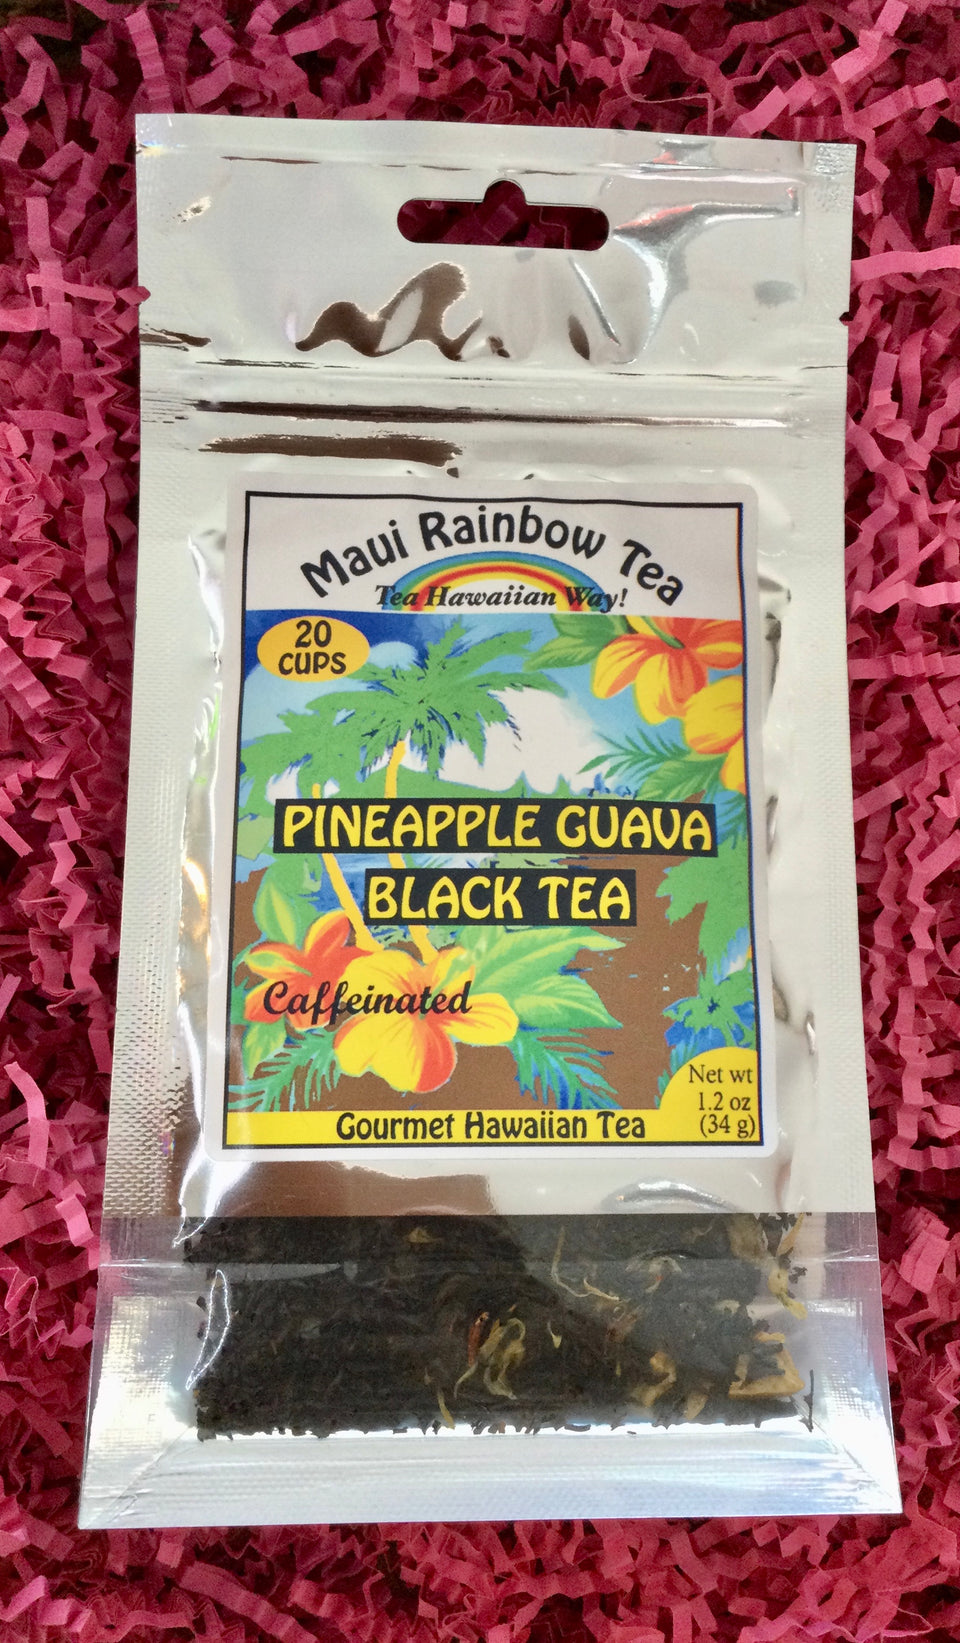 Maui Rainbow Tea
Tea Hawaiian Way!
20
CUPS
PINEAPPLE GUAVA
BLACK TEA
Caffeinated
Net wt
1.2 oz
(34 g)
Gourmet Hawaiian Tea